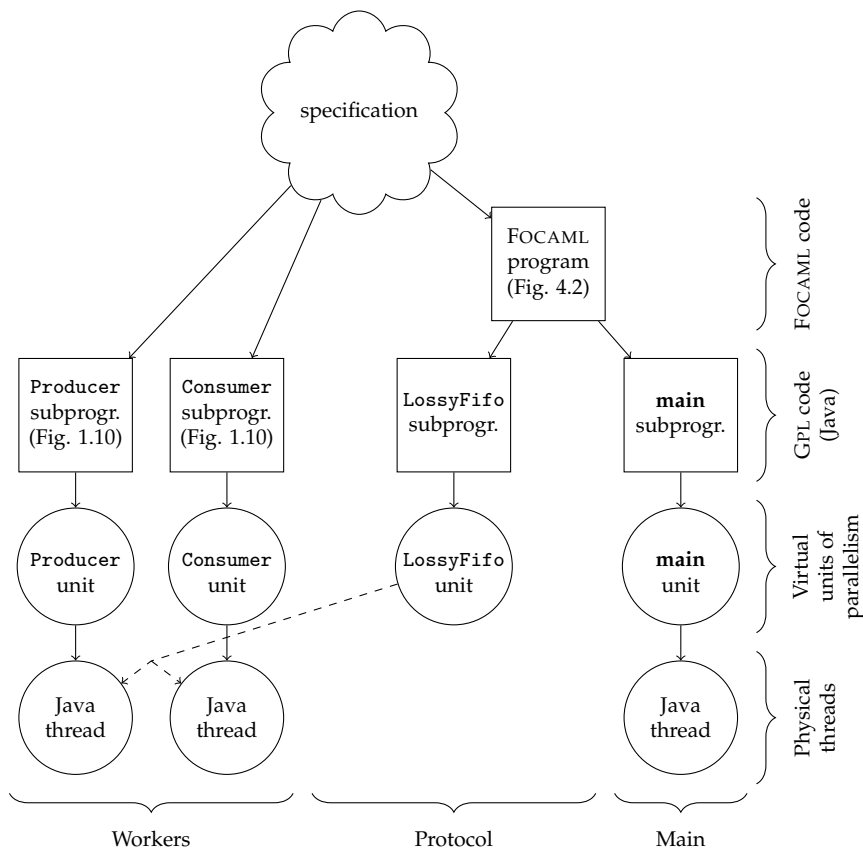 specification
FOCAML
program
(Fig. 4.2)
FOCAML code
Producer
subprogr.
(Fig. 1.10)
Consumer
subprogr.
(Fig. 1.10)
LossyFifo
subprogr.
main
subprogr.
GPL code
(Java)
Producer
unit
Consumer
unit
LossyFifo
unit
main
unit
Virtual
units of
parallelism
Java
thread
Java
thread
Java
thread
Physical
threads
Workers
Protocol
Main